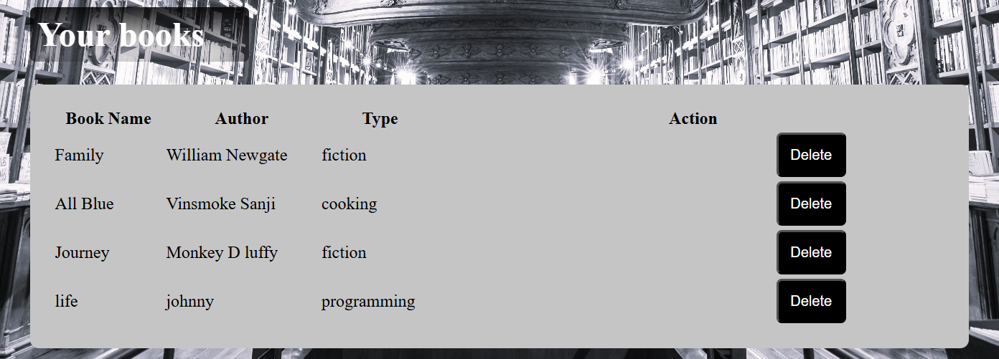 Your books
Book Name Author Type Action
Family William Newgate fiction Delete
All Blue Vinsmoke Sanji cooking Delete
Journey Monkey D luffy fiction Delete
life johnny programming Delete